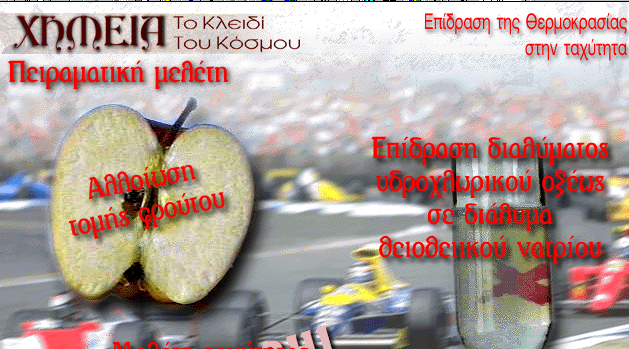 ΧΗΜΕΙΑ
Το Κλειδί
Του Κόσμου
Επίδραση της Θερμοκρασίας
στην ταχύτητα
Πειραματική μελέτη
Αλλοίωση
τομής φρούτου
Επίδραση διαλύματος
υδροχλωρικού οξέως
σε διάλυμα
θειοθειικού νατρίου